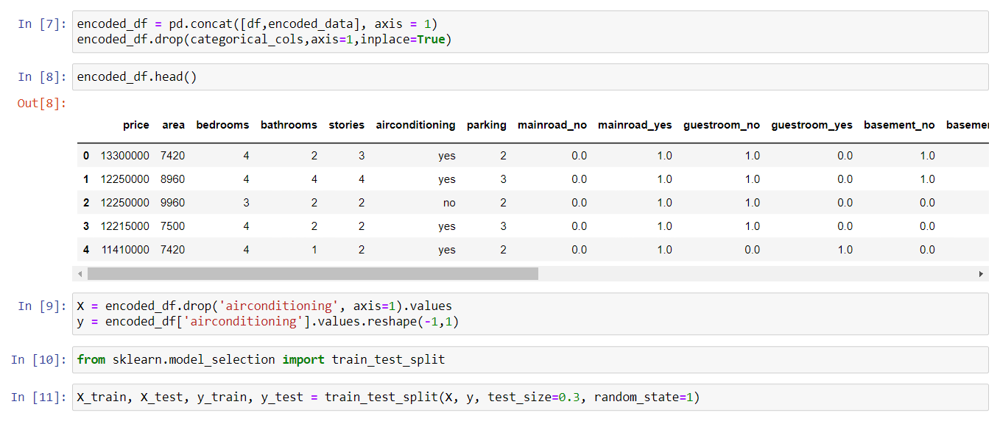 In [7]: encoded_df = pd.concat([df,encoded_data], axis = 1)
encoded_df.drop(categorical_cols,axis=1,inplace=True)
In [8]: encoded_df.head()
Out[8]:
price area bedrooms bathrooms stories airconditioning parking mainroad_no mainroad_yes guestroom_no guestroom_yes basement_no basemen
0 13300000 7420 4 2 3 yes 2 0.0 1.0 1.0 0.0 1.0
1 12250000 8960 4 4 4 yes 3 0.0 1.0 1.0 0.0 1.0
2 12250000 9960 3 2 2 no 2 0.0 1.0 1.0 0.0 0.0
3 12215000 7500 4 2 2 yes 3 0.0 1.0 1.0 0.0 0.0
4 11410000 7420 4 1 2 yes 2 0.0 1.0 0.0 1.0 0.0
In [9]: X = encoded_df.drop('airconditioning', axis=1).values
y = encoded_df['airconditioning'].values.reshape(-1,1)
In [10]: from sklearn.model_selection import train_test_split
In [11]: X_train, X_test, y_train, y_test = train_test_split(X, y, test_size=0.3, random_state=1)